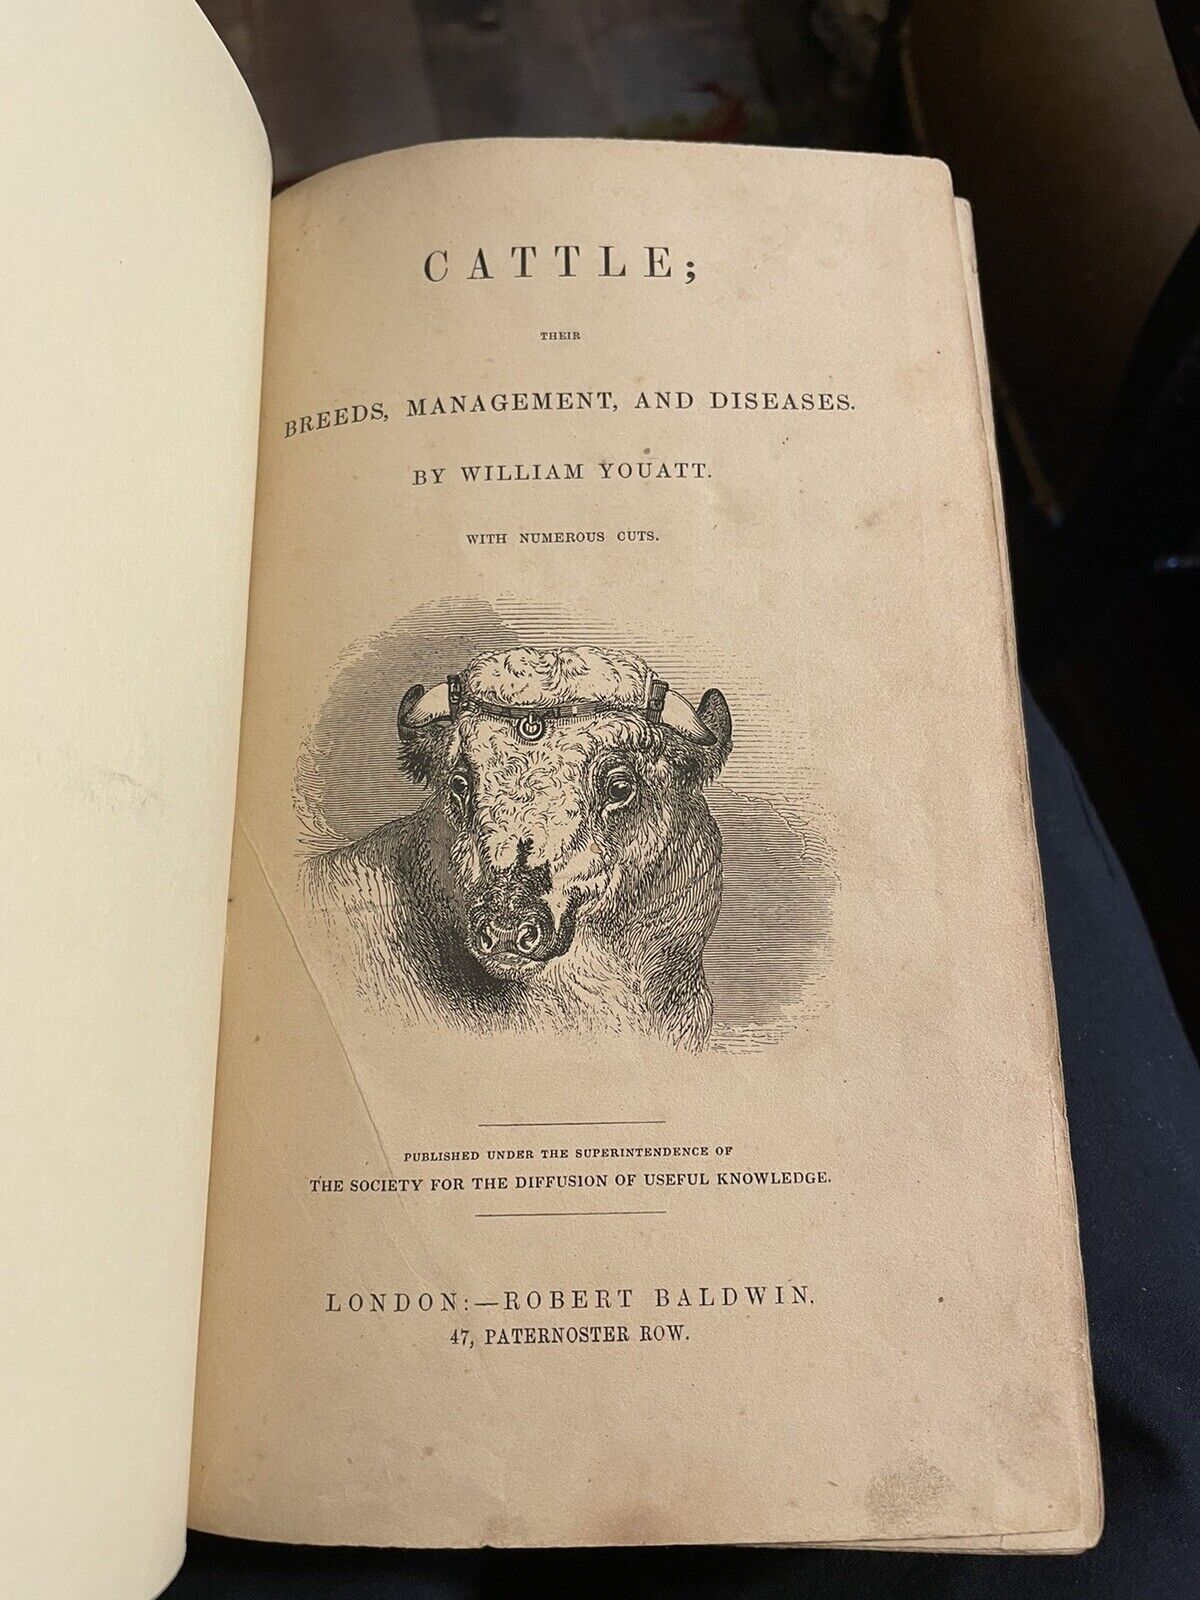 CATTLE;
THEIR
BREEDS, MANAGEMENT, AND DISEASES.
BY WILLIAM YOUATT.
WITH NUMEROUS CUTS.
PUBLISHED UNDER THE SUPERINTENDENCE OF
THE SOCIETY FOR THE DIFFUSION OF USEFUL KNOWLEDGE.
LONDON:—ROBERT BALDWIN,
47, PATERNOSTER ROW.